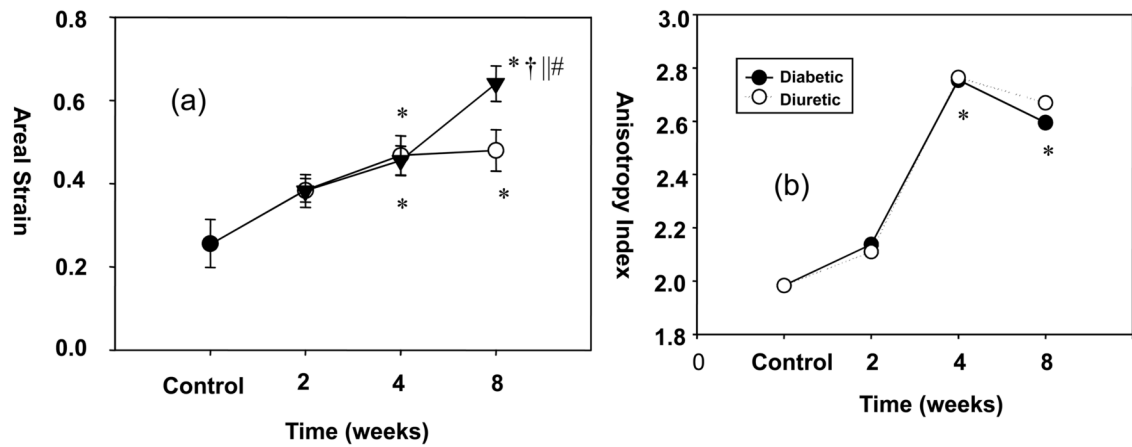 0.8
0.6
0.4
0.2
0.0
Areal Strain
(a)
*
*
*
* † ||#
Control 2 4 8
Time (weeks)
3.0
2.8
2.6
2.4
2.2
2.0
1.8
Anisotropy Index
Diabetic
Diuretic
(b)
*
*
0 Control 2 4 8
Time (weeks)